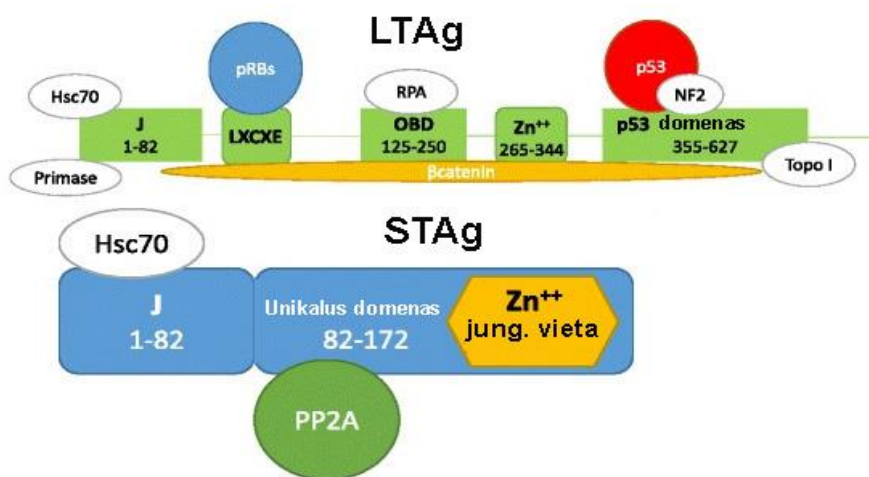 LTAg
pRBs
p53
Hsc70
RPA
NF2
J
1-82
LXCXE
OBD
125-250
Zn⁺⁺
265-344
p53 domenas
355-627
Primase
βcatenin
Topo I
STAg
Hsc70
J
1-82
Unikalus domenas
82-172
Zn⁺⁺
jung. vieta
PP2A